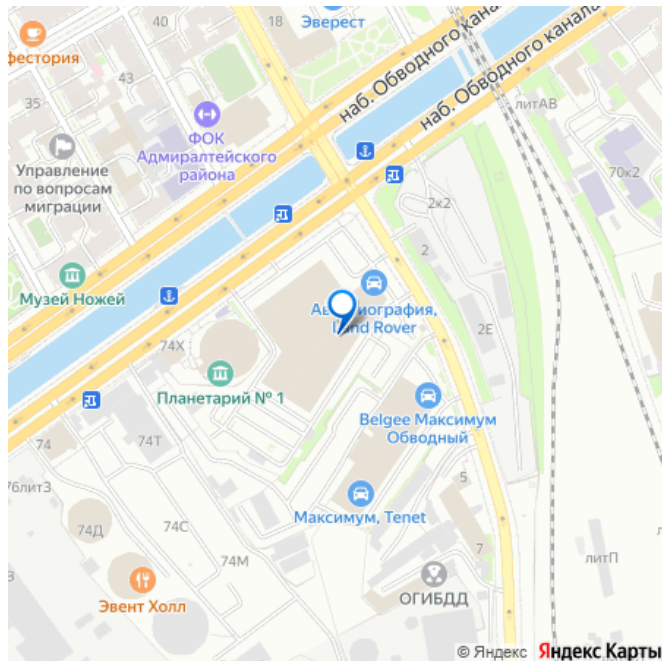 40
18
Эверест
фестория
43
наб. Обводного канала
наб. Обводного канала
35
литАВ
ФОК
Адмиралтейского
района
Управление
по вопросам
миграции
70к2
2к2
2
Музей Ножей
Land Rover
74Х
2Е
Планетарий № 1
Belgee Максимум
Обводный
74
74Т
76литЗ
5
74С
Максимум, Tenet
74Д
74М
7
литП
Эвент Холл
ОГИБДД
© Яндекс Яндекс Карты